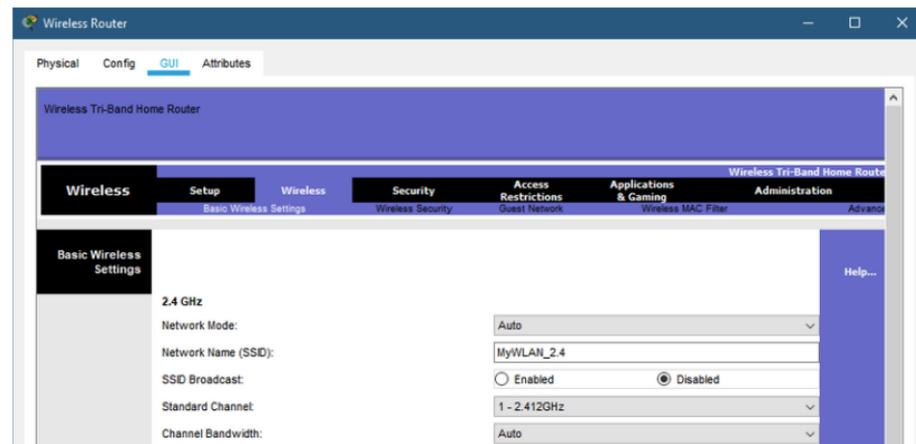 Wireless Router
Physical Config GUI Attributes
Wireless Tri-Band Home Router
Wireless Tri-Band Home Route
Wireless Setup Wireless Security Access Restrictions Applications & Gaming Administration
Basic Wireless Settings Wireless Security Guest Network Wireless MAC Filter Advance
Basic Wireless
Settings
Help...
2.4 GHz
Network Mode: Auto
Network Name (SSID): MyWLAN_2.4
SSID Broadcast: Enabled Disabled
Standard Channel: 1 - 2.412GHz
Channel Bandwidth: Auto